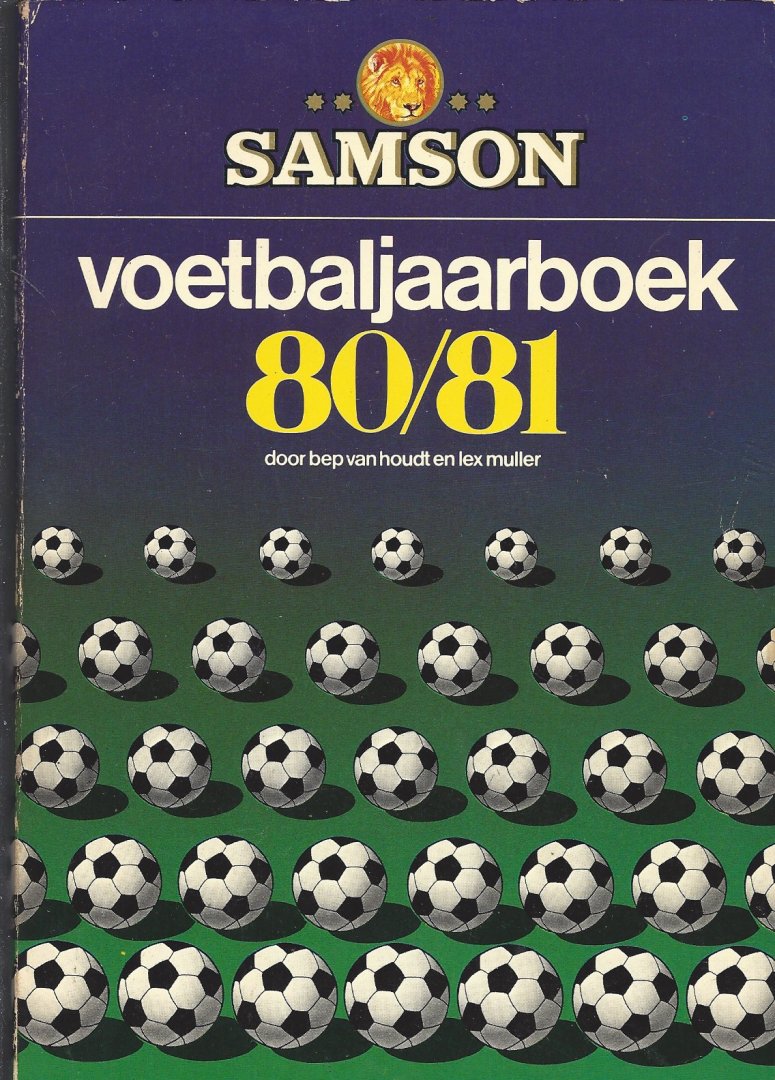 SAMSON
voetbaljaarboek
80/81
door bep van houdt en lex muller